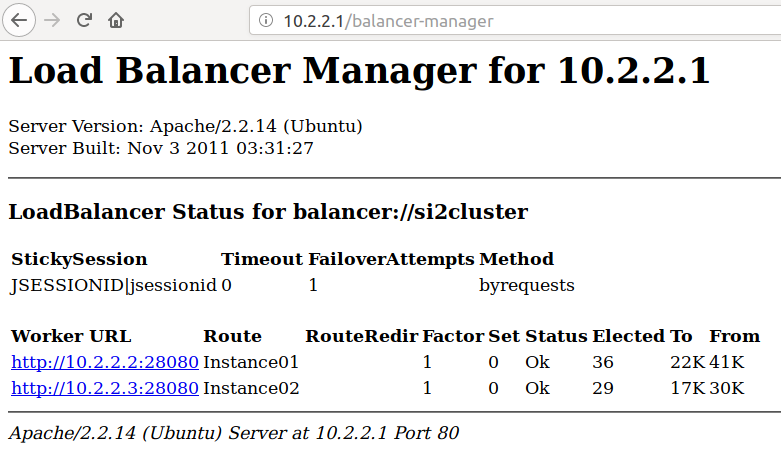 10.2.2.1/balancer-manager
Load Balancer Manager for 10.2.2.1
Server Version: Apache/2.2.14 (Ubuntu)
Server Built: Nov 3 2011 03:31:27
LoadBalancer Status for balancer://si2cluster
StickySession Timeout FailoverAttempts Method
JSESSIONID|jsessionid 0 1 byrequests
Worker URL Route RouteRedir Factor Set Status Elected To From
http://10.2.2.2:28080 Instance01 1 0 Ok 36 22K 41K
http://10.2.2.3:28080 Instance02 1 0 Ok 29 17K 30K
Apache/2.2.14 (Ubuntu) Server at 10.2.2.1 Port 80